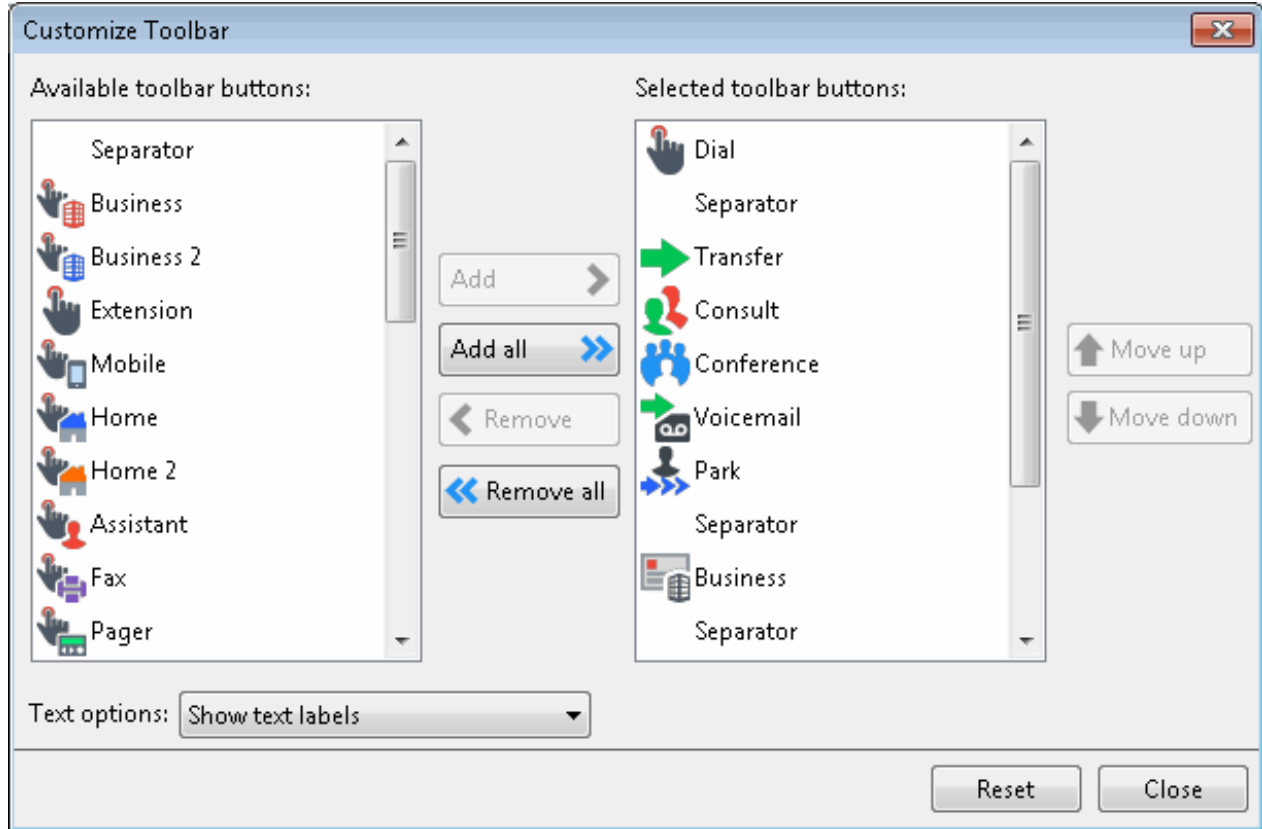 Customize Toolbar
Available toolbar buttons:
Separator
Business
Business 2
Extension
Mobile
Home
Home 2
Assistant
Fax
Pager
Add
Add all
Remove
Remove all
Selected toolbar buttons:
Dial
Separator
Transfer
Consult
Conference
Voicemail
Park
Separator
Business
Separator
Move up
Move down
Text options: Show text labels
Reset Close